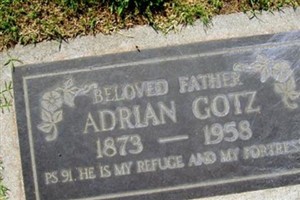 BELOVED FATHER
ADRIAN GOTZ
1873 — 1958
PS 91. HE IS MY REFUGE AND MY FORTRESS